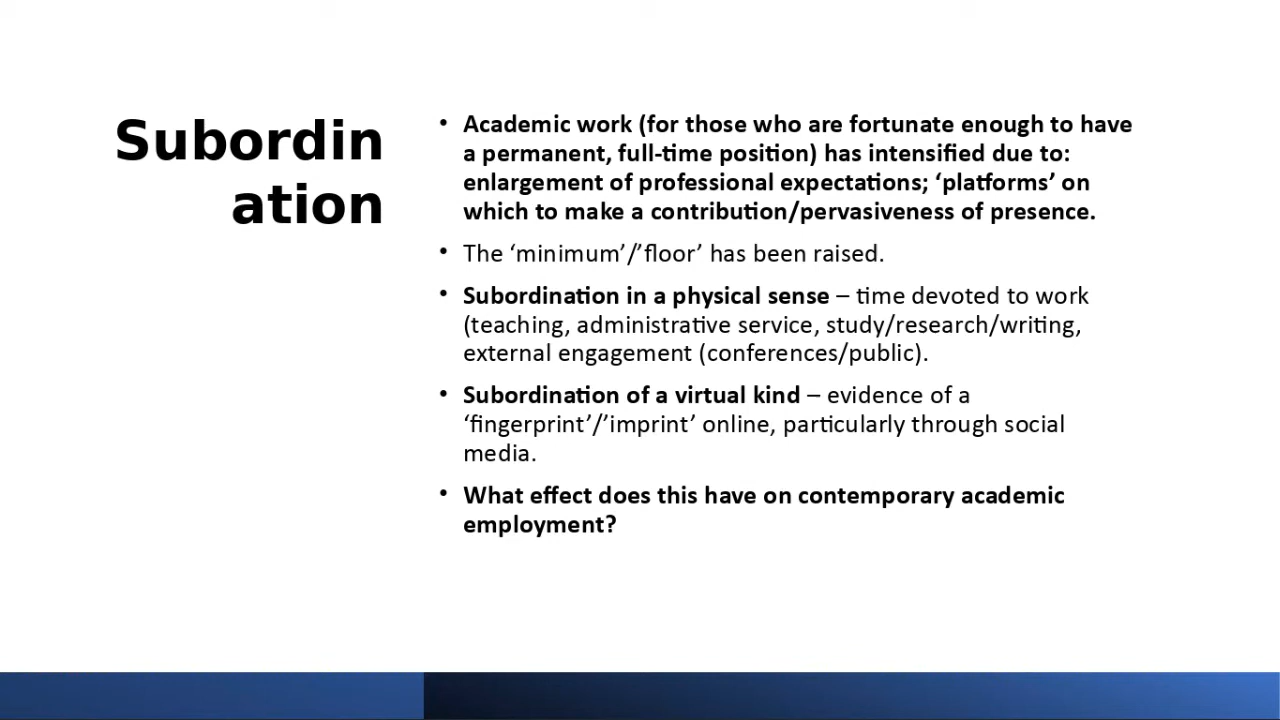 Subordin
ation
• Academic work (for those who are fortunate enough to have
a permanent, full-time position) has intensified due to:
enlargement of professional expectations; ‘platforms’ on
which to make a contribution/pervasiveness of presence.
• The ‘minimum’/’floor’ has been raised.
• Subordination in a physical sense – time devoted to work
(teaching, administrative service, study/research/writing,
external engagement (conferences/public).
• Subordination of a virtual kind – evidence of a
‘fingerprint’/’imprint’ online, particularly through social
media.
• What effect does this have on contemporary academic
employment?